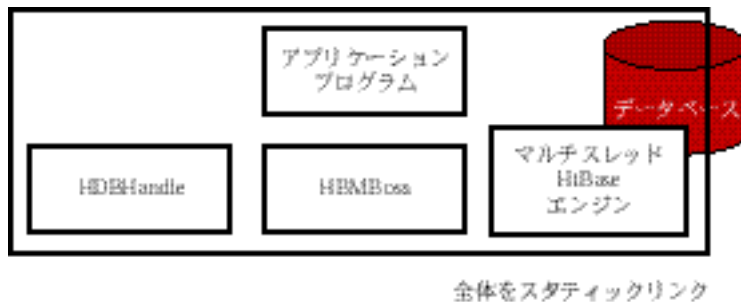 アプリケーション
プログラム
データベース
HDBHandle
HBMBoss
マルチスレッド
HiBase
エンジン
全体をスタティックリンク